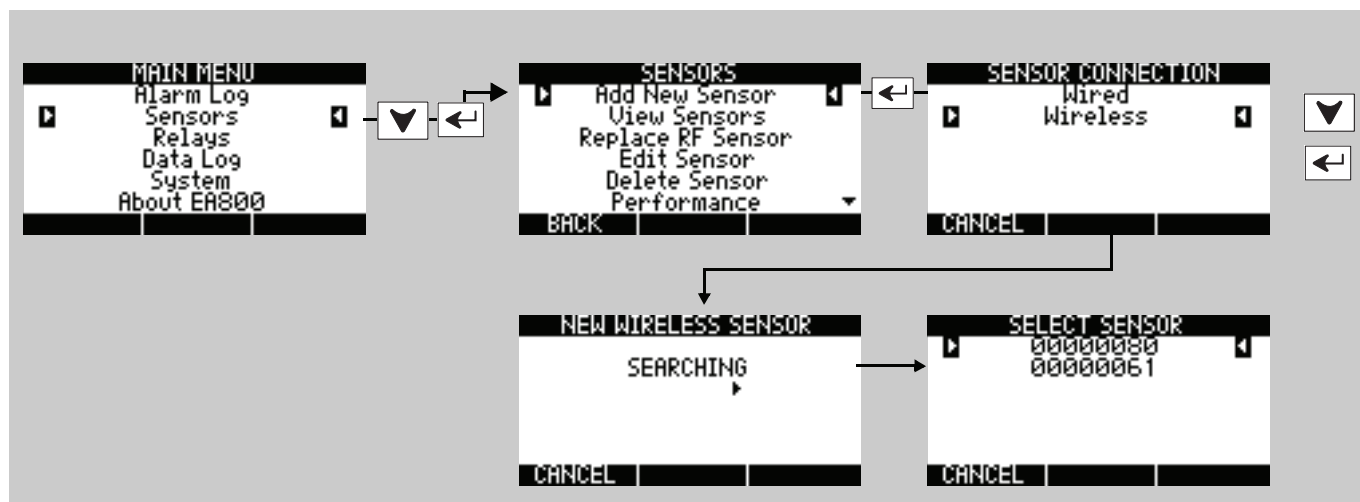 MAIN MENU
Alarm Log
Sensors
Relays
Data Log
System
About EA800
SENSORS
Add New Sensor
View Sensors
Replace RF Sensor
Edit Sensor
Delete Sensor
Performance
BACK
SENSOR CONNECTION
Wired
Wireless
CANCEL
NEW WIRELESS SENSOR
SEARCHING
CANCEL
SELECT SENSOR
00000080
00000061
CANCEL